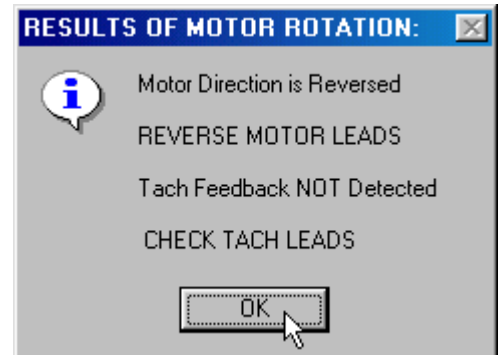 RESULTS OF MOTOR ROTATION:
Motor Direction is Reversed
REVERSE MOTOR LEADS
Tach Feedback NOT Detected
CHECK TACH LEADS
OK